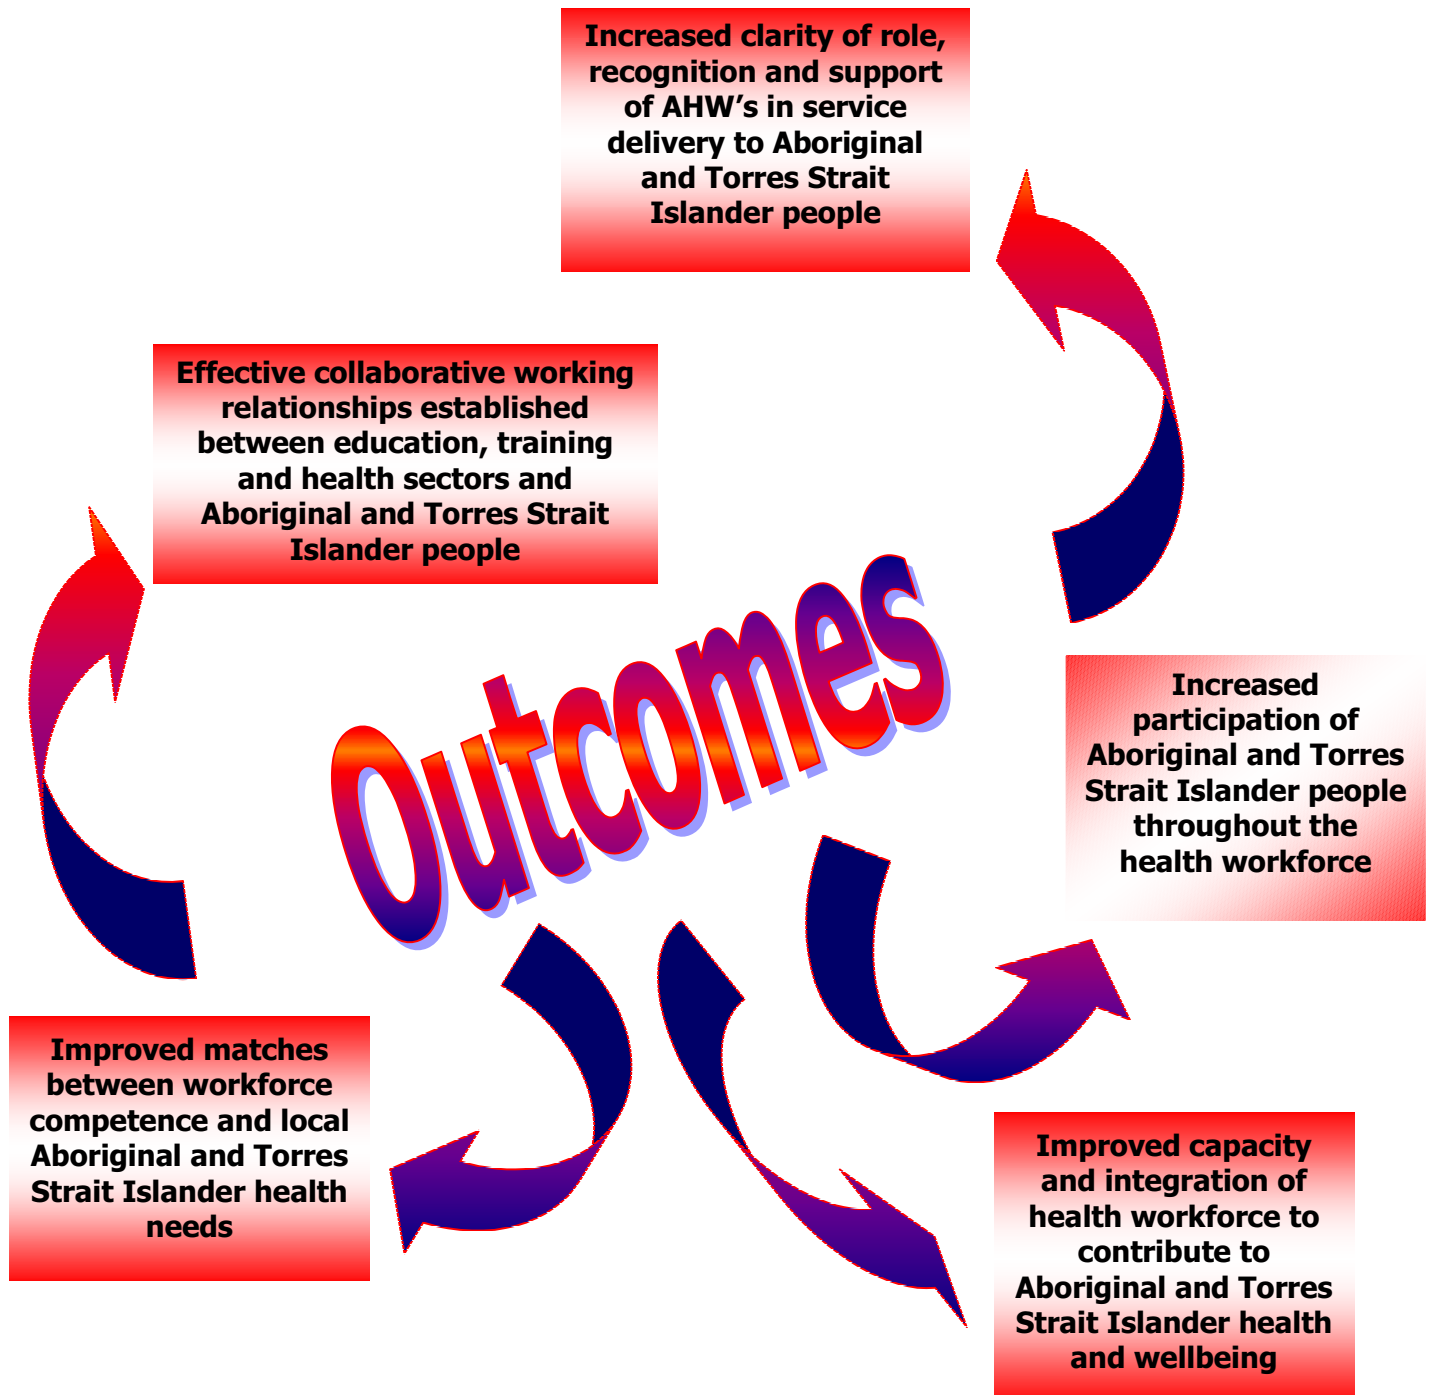 Increased clarity of role,
recognition and support
of AHW’s in service
delivery to Aboriginal
and Torres Strait
Islander people
Effective collaborative working
relationships established
between education, training
and health sectors and
Aboriginal and Torres Strait
Islander people
Outcomes
Increased
participation of
Aboriginal and Torres
Strait Islander people
throughout the
health workforce
Improved matches
between workforce
competence and local
Aboriginal and Torres
Strait Islander health
needs
Improved capacity
and integration of
health workforce to
contribute to
Aboriginal and Torres
Strait Islander health
and wellbeing